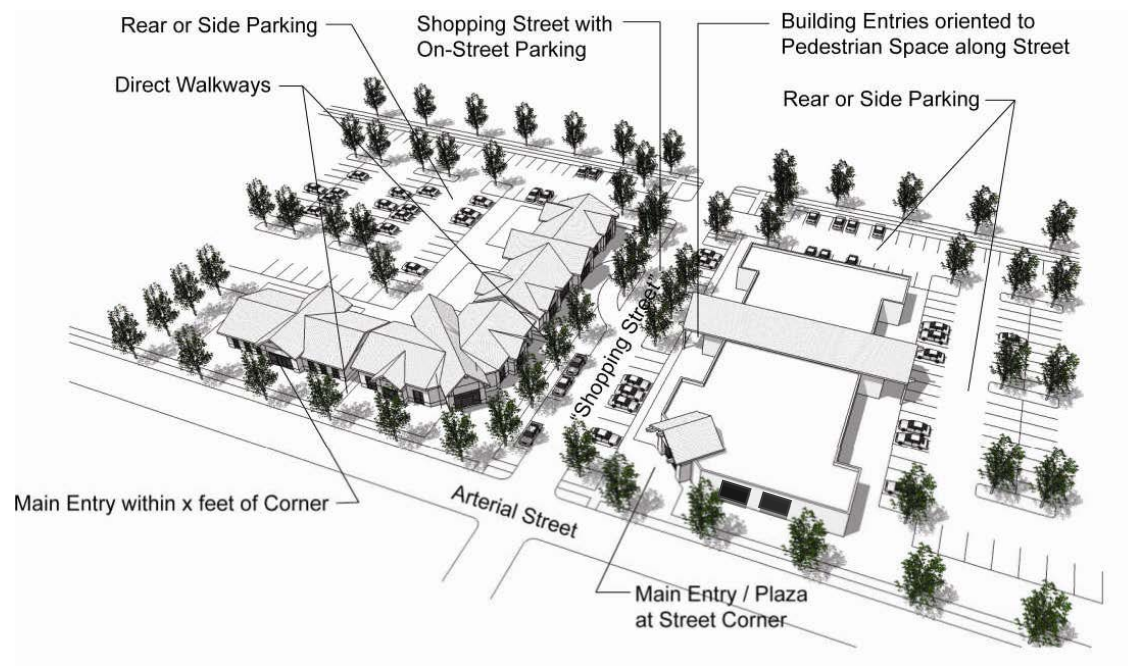 Rear or Side Parking
Shopping Street with
On-Street Parking
Building Entries oriented to
Pedestrian Space along Street
Direct Walkways
Rear or Side Parking
"Shopping Street"
Main Entry within x feet of Corner
Arterial Street
Main Entry / Plaza
at Street Corner